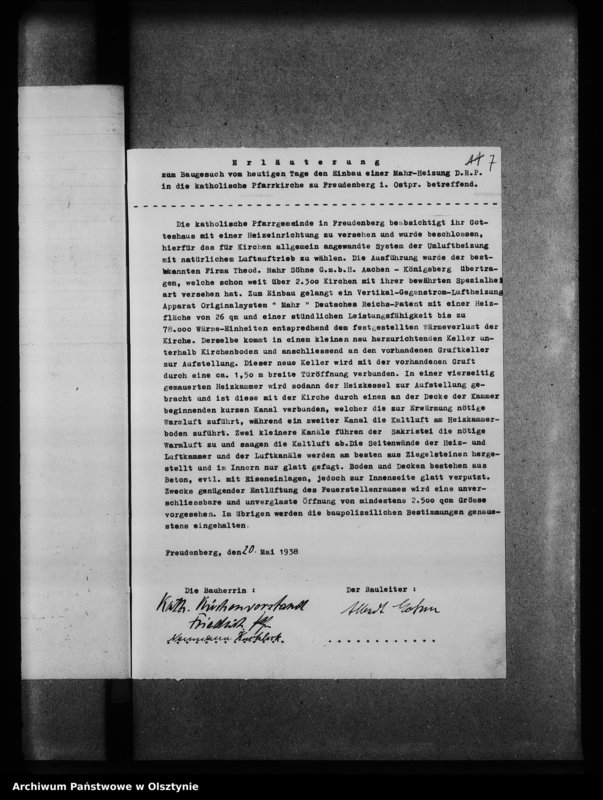 E r l ä u t e r u n g
zum Baugesuch vom heutigen Tage den Einbau einer Mahr-Heizung D.R.P.
in die katholische Pfarrkirche zu Freudenberg i. Ostpr. betreffend.
7
Die katholische Pfarrgemeinde in Freudenberg beabsichtigt ihr Got-
teshaus mit einer Heizeinrichtung zu versehen und wurde beschlossen,
hierfür das für Kirchen allgemein angewandte System der Umluftheizung
mit natürlichem Luftauftrieb zu wählen. Die Ausführung wurde der best-
bekannten Firma Theod. Mahr Söhne G.m.b.H. Aachen - Königsberg übertra-
gen, welche schon weit über 2.300 Kirchen mit ihrer bewährten Spezialhei
art versehen hat. Zum Einbau gelangt ein Vertikal-Gegenstrom-Luftheizung
Apparat Originalsystem " Mahr " Deutsches Reichs-Patent mit einer Heiz-
fläche von 26 qm und einer stündlichen Leistungsfähigkeit bis zu
78.000 Wärme-Einheiten entsprechend dem festgestellten Wärmeverlust der
Kirche. Derselbe kommt in einem kleinen neu herzurichtenden Keller un-
terhalb Kirchenboden und anschliessend an den vorhandenen Gruftkeller
zur Aufstellung. Dieser neue Keller wird mit der vorhandenen Gruft
durch eine ca. 1,50 m breite Türöffnung verbunden. In einer vierseitig
gemauerten Heizkammer wird sodann der Heizkessel zur Aufstellung ge-
bracht und ist diese mit der Kirche durch einen an der Decke der Kammer
beginnenden kurzen Kanal verbunden, welcher die zur Erwärmung nötige
Warmluft zuführt, während ein zweiter Kanal die Kaltluft am Heizkammer-
boden zuführt. Zwei kleinere Kanäle führen der Sakristei die nötige
Warmluft zu und saugen die Kaltluft ab.Die Seitenwände der Heiz- und
Luftkammer und der Luftkanäle werden am besten aus Ziegelsteinen herge-
stellt und im Innern nur glatt gefugt. Boden und Decken bestehen aus
Beton, evtl. mit Eiseneinlagen, jedoch zur Innenseite glatt verputzt.
Zwecks genügender Entlüftung des Feuerstellenraumes wird eine unver-
schliessbare und unverglaste Öffnung von mindestens 2.500 qcm Grösse
vorgesehen. Im übrigen werden die baupolizeilichen Bestimmungen genaue-
stens eingehalten.
Freudenberg, den 20. Mai 1938
Die Bauherrin :
Der Bauleiter :
Kath. Kirchenvorstand
Friedrich
Hermann
Archiwum Państwowe w Olsztynie